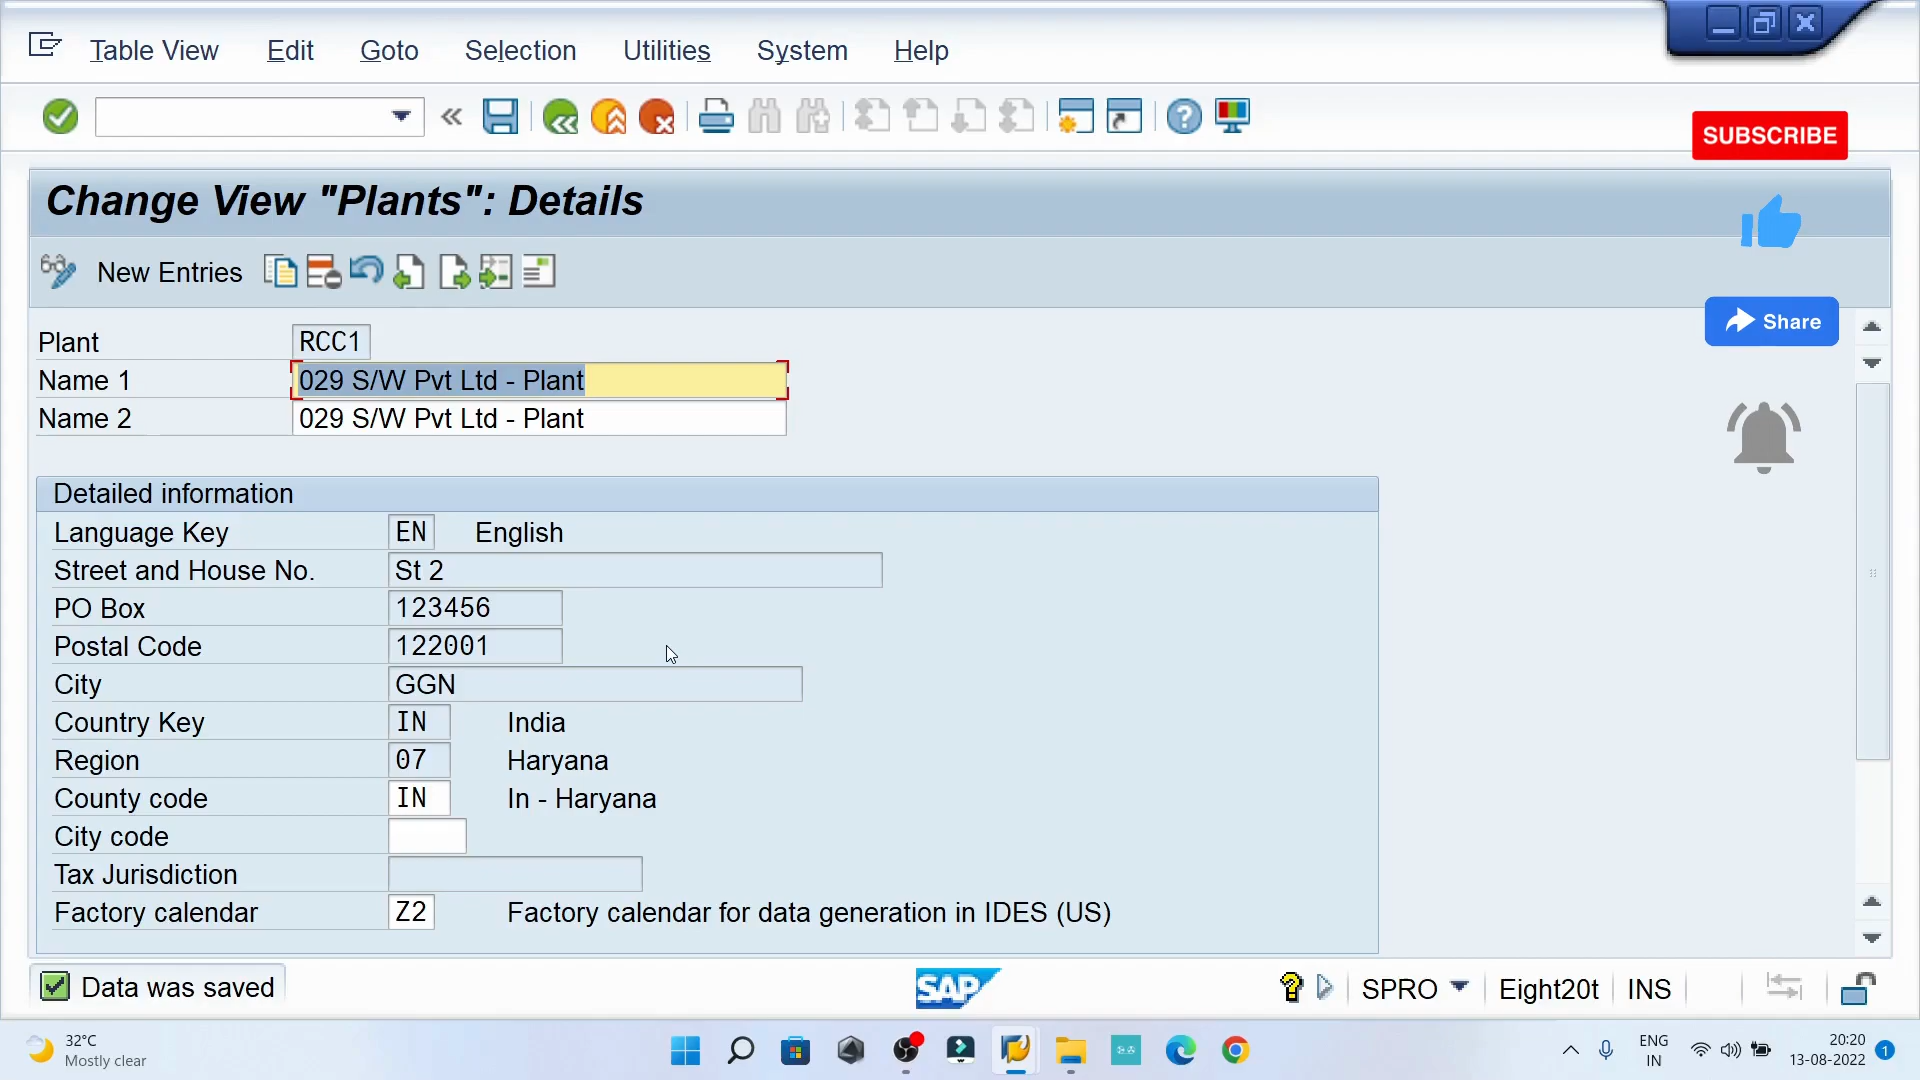 Table View Edit Goto Selection Utilities System Help
SUBSCRIBE
Change View "Plants": Details
New Entries
Share
Plant RCC1
Name 1 029 S/W Pvt Ltd - Plant
Name 2 029 S/W Pvt Ltd - Plant
Detailed information
Language Key EN English
Street and House No. St 2
PO Box 123456
Postal Code 122001
City GGN
Country Key IN India
Region 07 Haryana
County code IN In - Haryana
City code
Tax Jurisdiction
Factory calendar Z2 Factory calendar for data generation in IDES (US)
Data was saved SAP SPRO Eight20t INS
32°C
Mostly clear
ENG
IN
20:20
13-08-2022 1